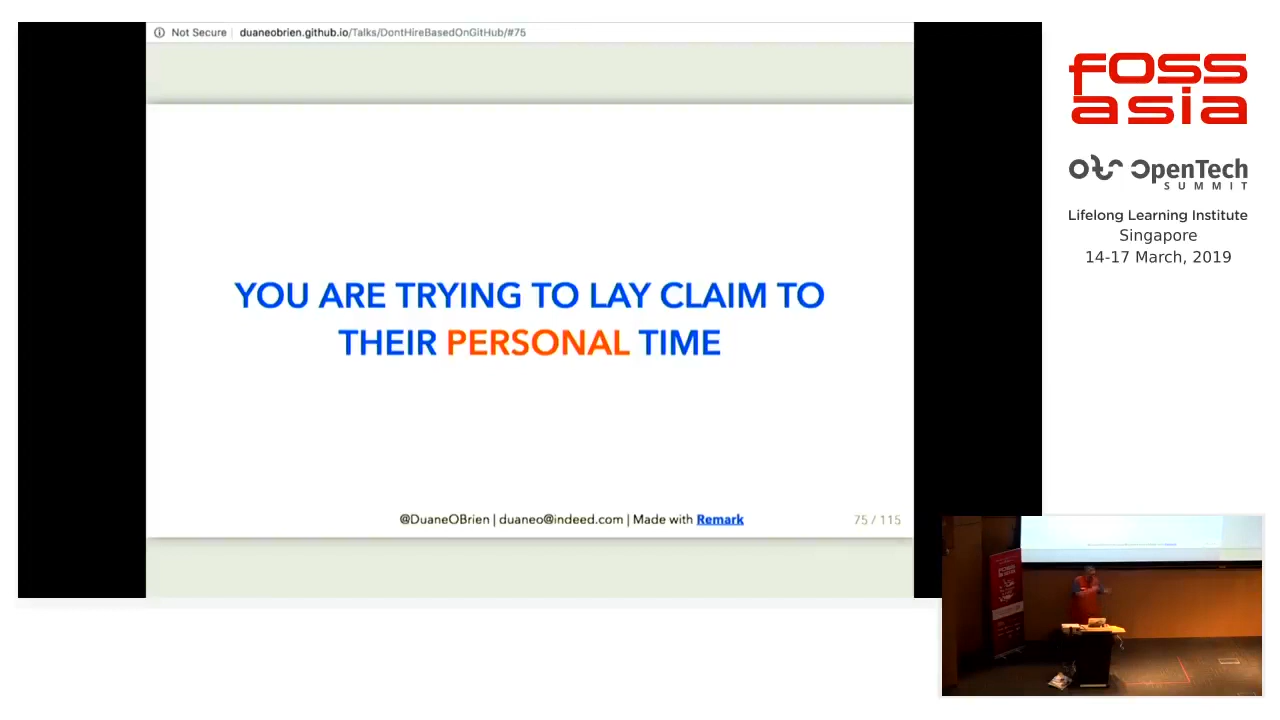 Not Secure duaneobrien.github.io/Talks/DontHireBasedOnGitHub/#75
YOU ARE TRYING TO LAY CLAIM TO
THEIR PERSONAL TIME
@DuaneOBrien | duaneo@indeed.com | Made with Remark
75 / 115
foss
asia
OpenTech
SUMMIT
Lifelong Learning Institute
Singapore
14-17 March, 2019